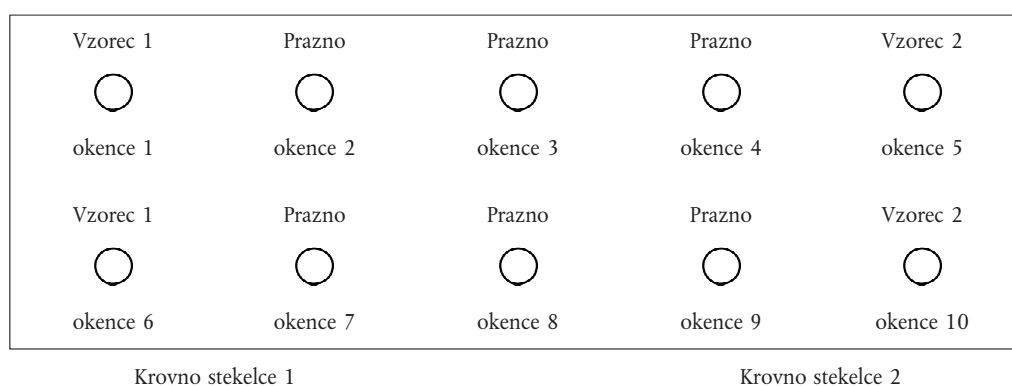 Vzorec 1 Prazno Prazno Prazno Vzorec 2
okence 1 okence 2 okence 3 okence 4 okence 5
Vzorec 1 Prazno Prazno Prazno Vzorec 2
okence 6 okence 7 okence 8 okence 9 okence 10
Krovno stekelce 1 Krovno stekelce 2